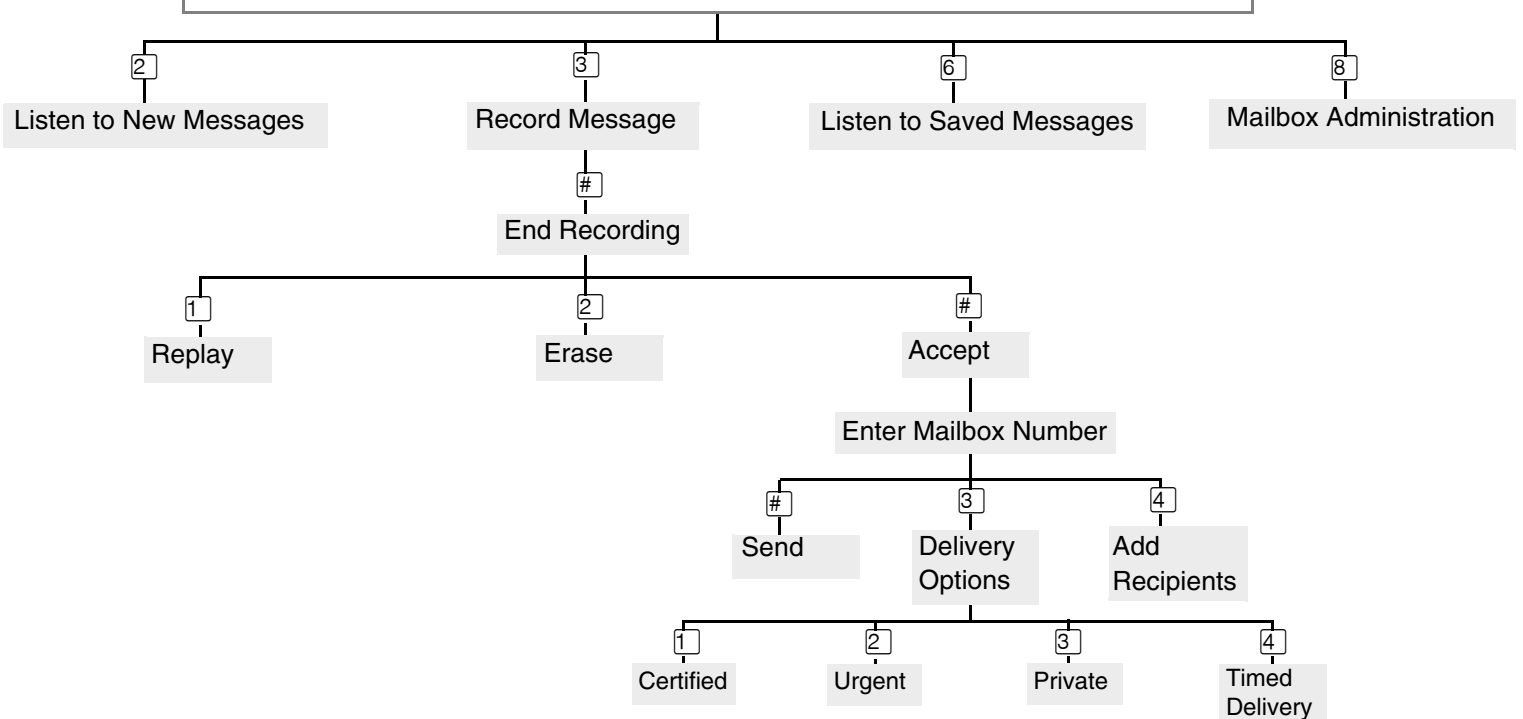 2
3
6
8
Listen to New Messages
Record Message
Listen to Saved Messages
Mailbox Administration
#
End Recording
1
2
#
Replay
Erase
Accept
Enter Mailbox Number
#
3
4
Send
Delivery
Options
Add
Recipients
1
2
3
4
Certified
Urgent
Private
Timed
Delivery